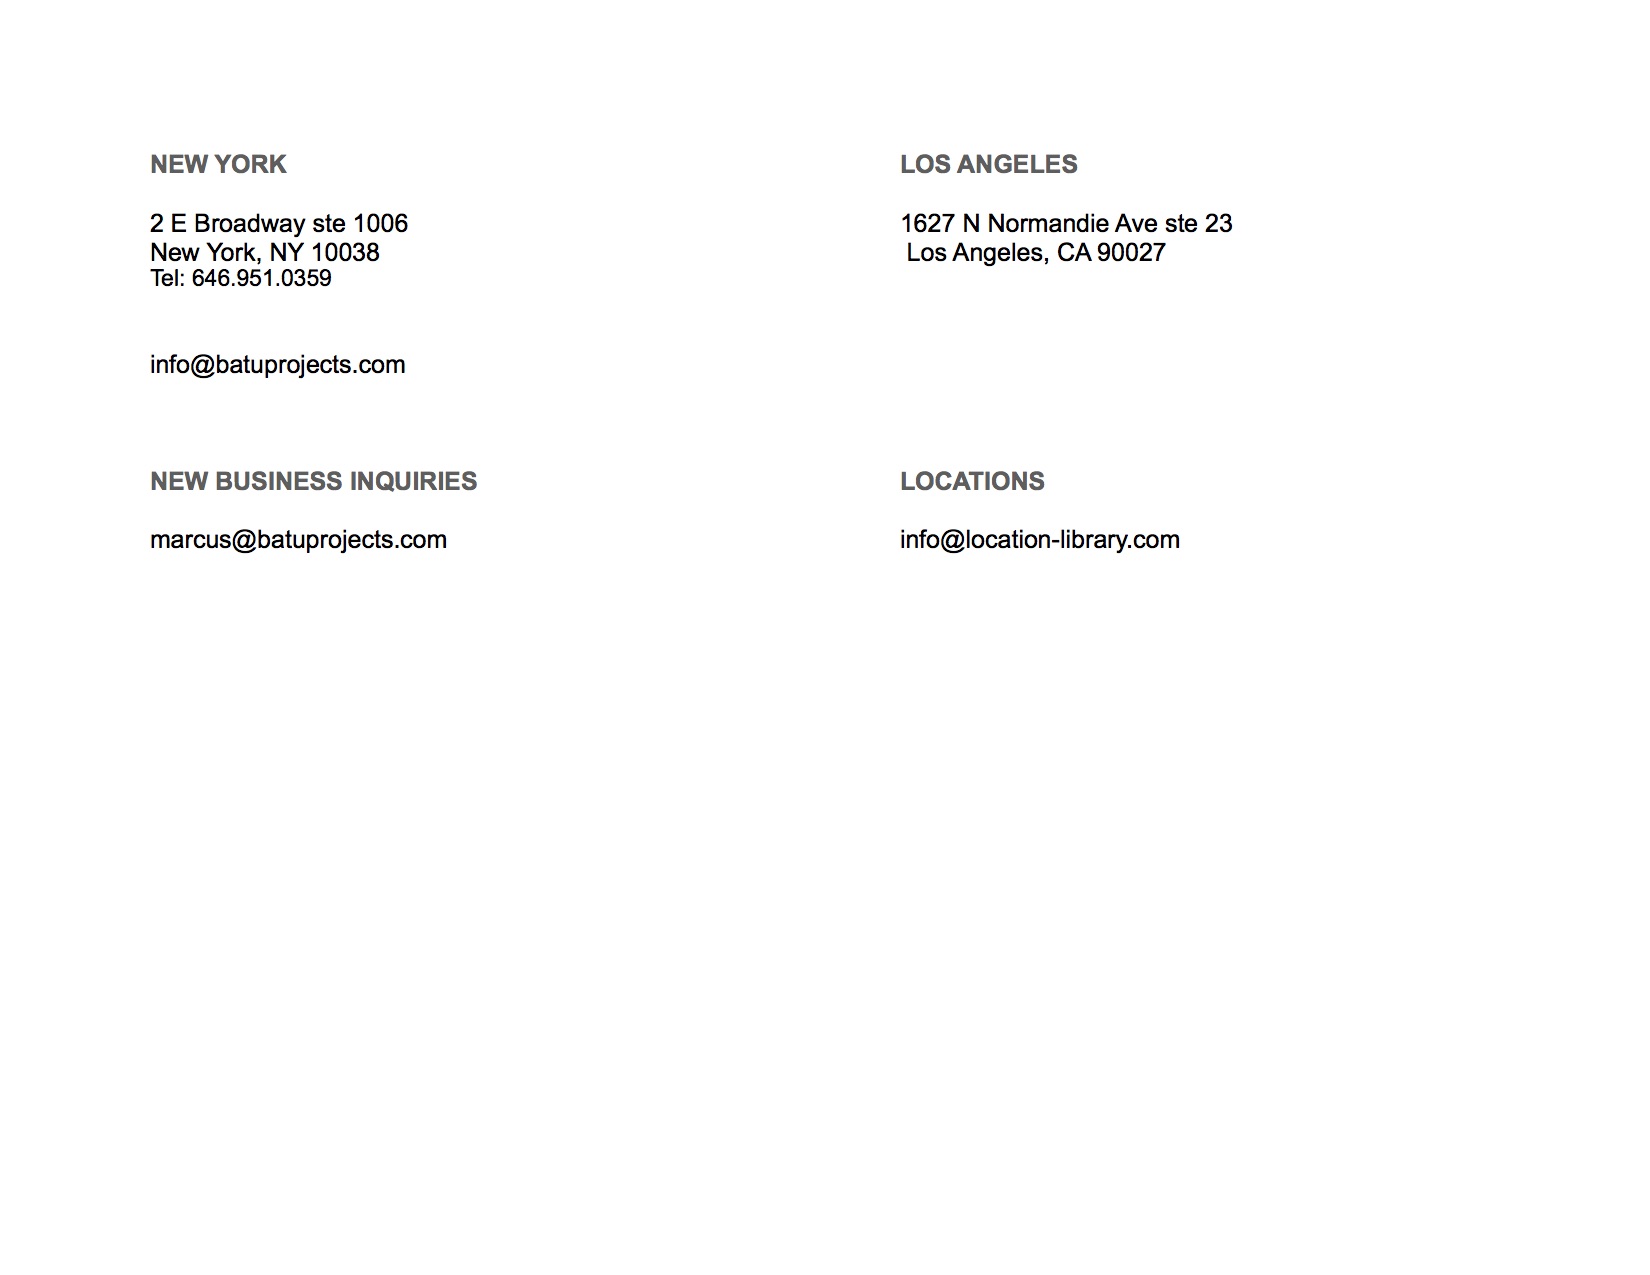 NEW YORK
2 E Broadway ste 1006
New York, NY 10038
Tel: 646.951.0359
info@batuprojects.com
LOS ANGELES
1627 N Normandie Ave ste 23
Los Angeles, CA 90027
NEW BUSINESS INQUIRIES
marcus@batuprojects.com
LOCATIONS
info@location-library.com